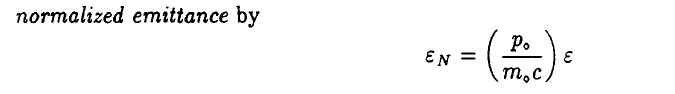 normalized emittance by
ε_N = (p₀ / m₀c) ε